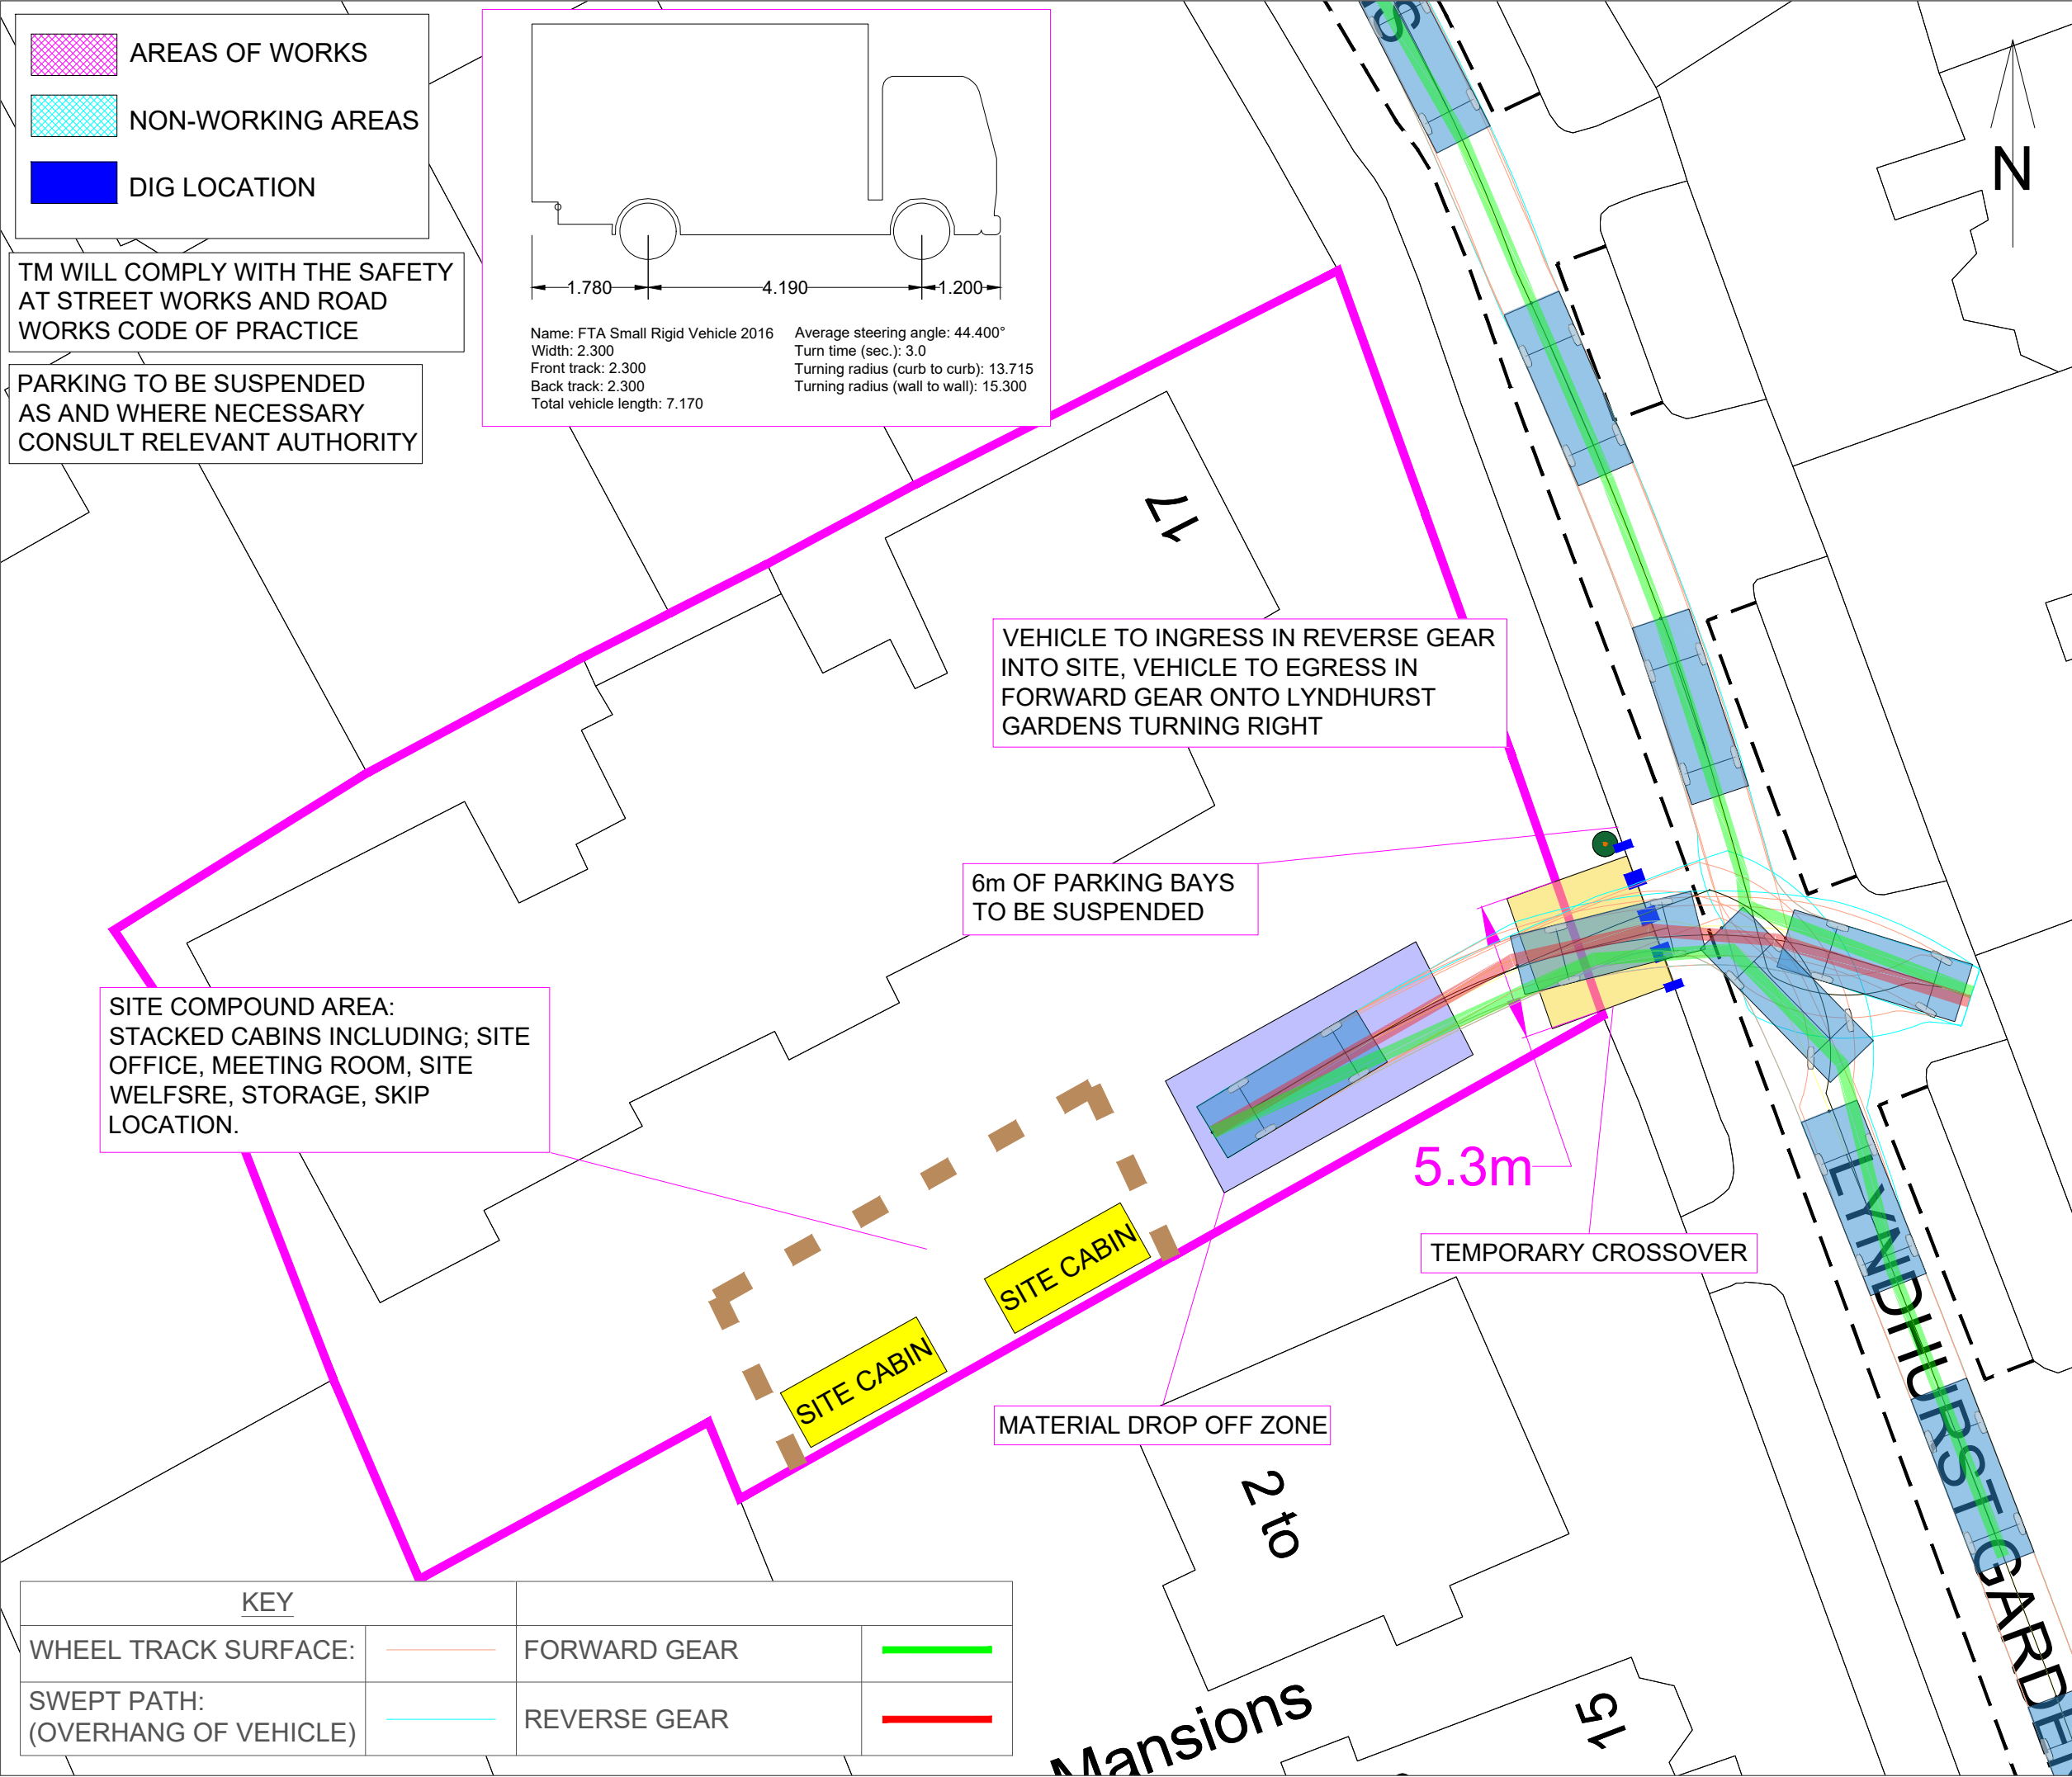 AREAS OF WORKS
NON-WORKING AREAS
DIG LOCATION
TM WILL COMPLY WITH THE SAFETY
AT STREET WORKS AND ROAD
WORKS CODE OF PRACTICE
PARKING TO BE SUSPENDED
AS AND WHERE NECESSARY
CONSULT RELEVANT AUTHORITY
1.780
4.190
1.200
Name: FTA Small Rigid Vehicle 2016
Width: 2.300
Front track: 2.300
Back track: 2.300
Total vehicle length: 7.170
Average steering angle: 44.400°
Turn time (sec.): 3.0
Turning radius (curb to curb): 13.715
Turning radius (wall to wall): 15.300
N
17
VEHICLE TO INGRESS IN REVERSE GEAR
INTO SITE, VEHICLE TO EGRESS IN
FORWARD GEAR ONTO LYNDHURST
GARDENS TURNING RIGHT
6m OF PARKING BAYS
TO BE SUSPENDED
SITE COMPOUND AREA:
STACKED CABINS INCLUDING; SITE
OFFICE, MEETING ROOM, SITE
WELFSRE, STORAGE, SKIP
LOCATION.
5.3m
TEMPORARY CROSSOVER
SITE CABIN
SITE CABIN
MATERIAL DROP OFF ZONE
LYNDHURST GARDE
2 to
15
Mansions
KEY
WHEEL TRACK SURFACE:
FORWARD GEAR
SWEPT PATH:
(OVERHANG OF VEHICLE)
REVERSE GEAR